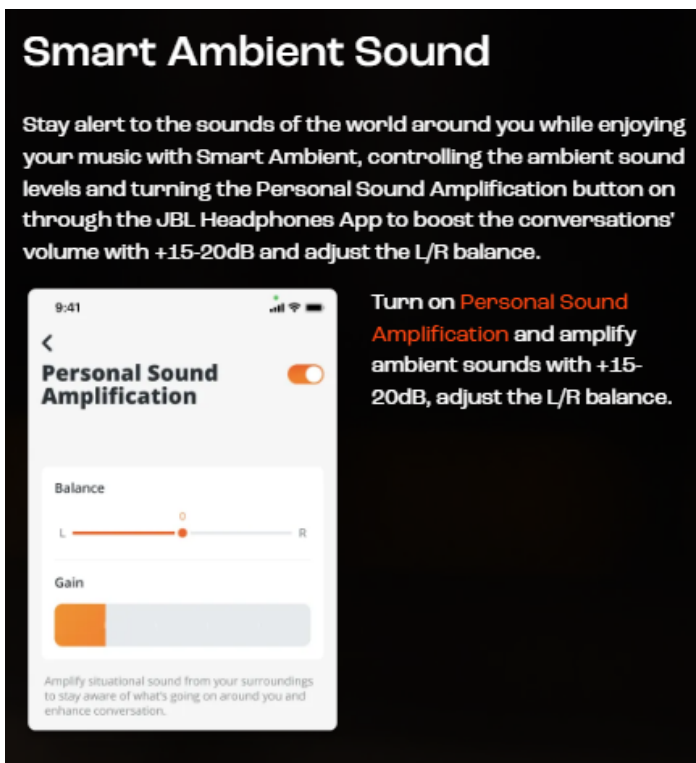 Smart Ambient Sound
Stay alert to the sounds of the world around you while enjoying
your music with Smart Ambient, controlling the ambient sound
levels and turning the Personal Sound Amplification button on
through the JBL Headphones App to boost the conversations'
volume with +15-20dB and adjust the L/R balance.
9:41
Personal Sound
Amplification
Balance
0
L R
Gain
Amplify situational sound from your surroundings
to stay aware of what's going on around you and
enhance conversation.
Turn on Personal Sound
Amplification and amplify
ambient sounds with +15-
20dB, adjust the L/R balance.